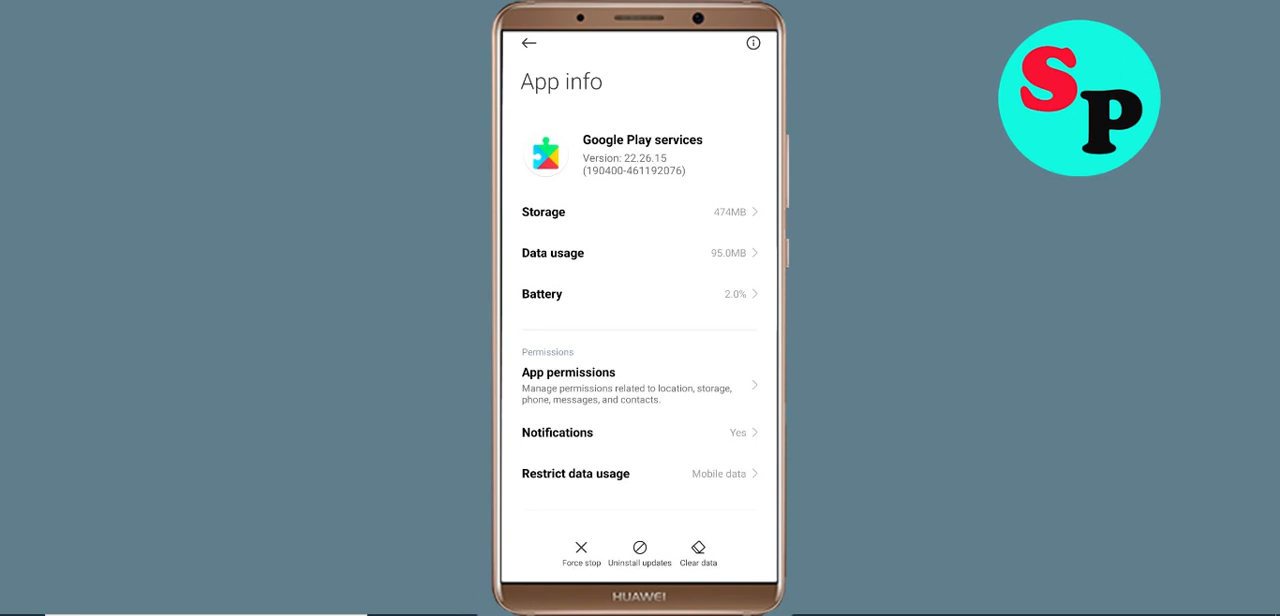 App info
Google Play services
Version: 22.26.15
(190400-461192076)
Storage 474MB
Data usage 95.0MB
Battery 2.0%
Permissions
App permissions
Manage permissions related to location, storage,
phone, messages, and contacts.
Notifications Yes
Restrict data usage Mobile data
Force stop Uninstall updates Clear data
HUAWEI
SP